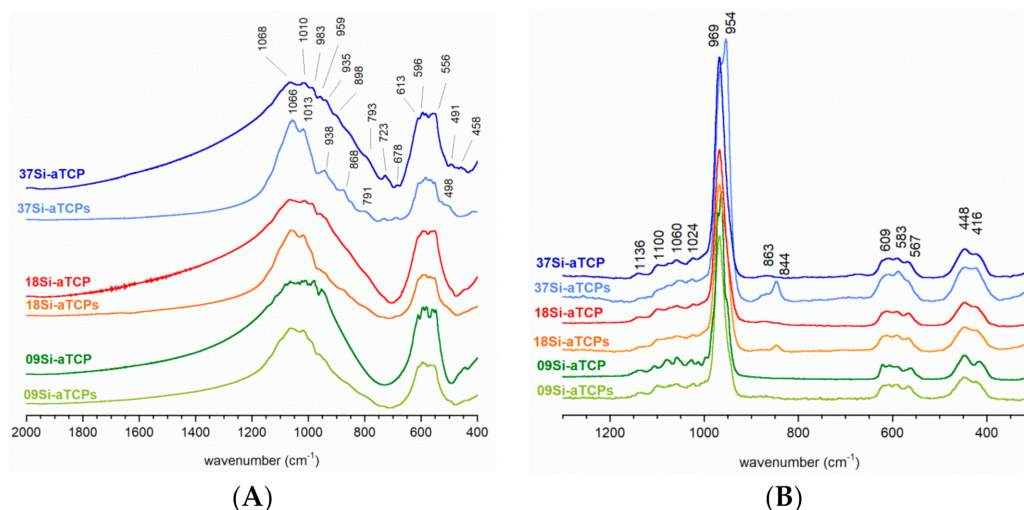 1068
1010
983
959
935
898
1066
1013
938
868
791
793
723
678
613
596
556
491
458
498
37Si-aTCP
37Si-aTCPs
18Si-aTCP
18Si-aTCPs
09Si-aTCP
09Si-aTCPs
2000 1800 1600 1400 1200 1000 800 600 400
wavenumber (cm-1)
(A)
969
954
1136
1100
1060
1024
863
844
609
583
567
448
416
37Si-aTCP
37Si-aTCPs
18Si-aTCP
18Si-aTCPs
09Si-aTCP
09Si-aTCPs
1200 1000 800 600 400
wavenumber (cm-1)
(B)